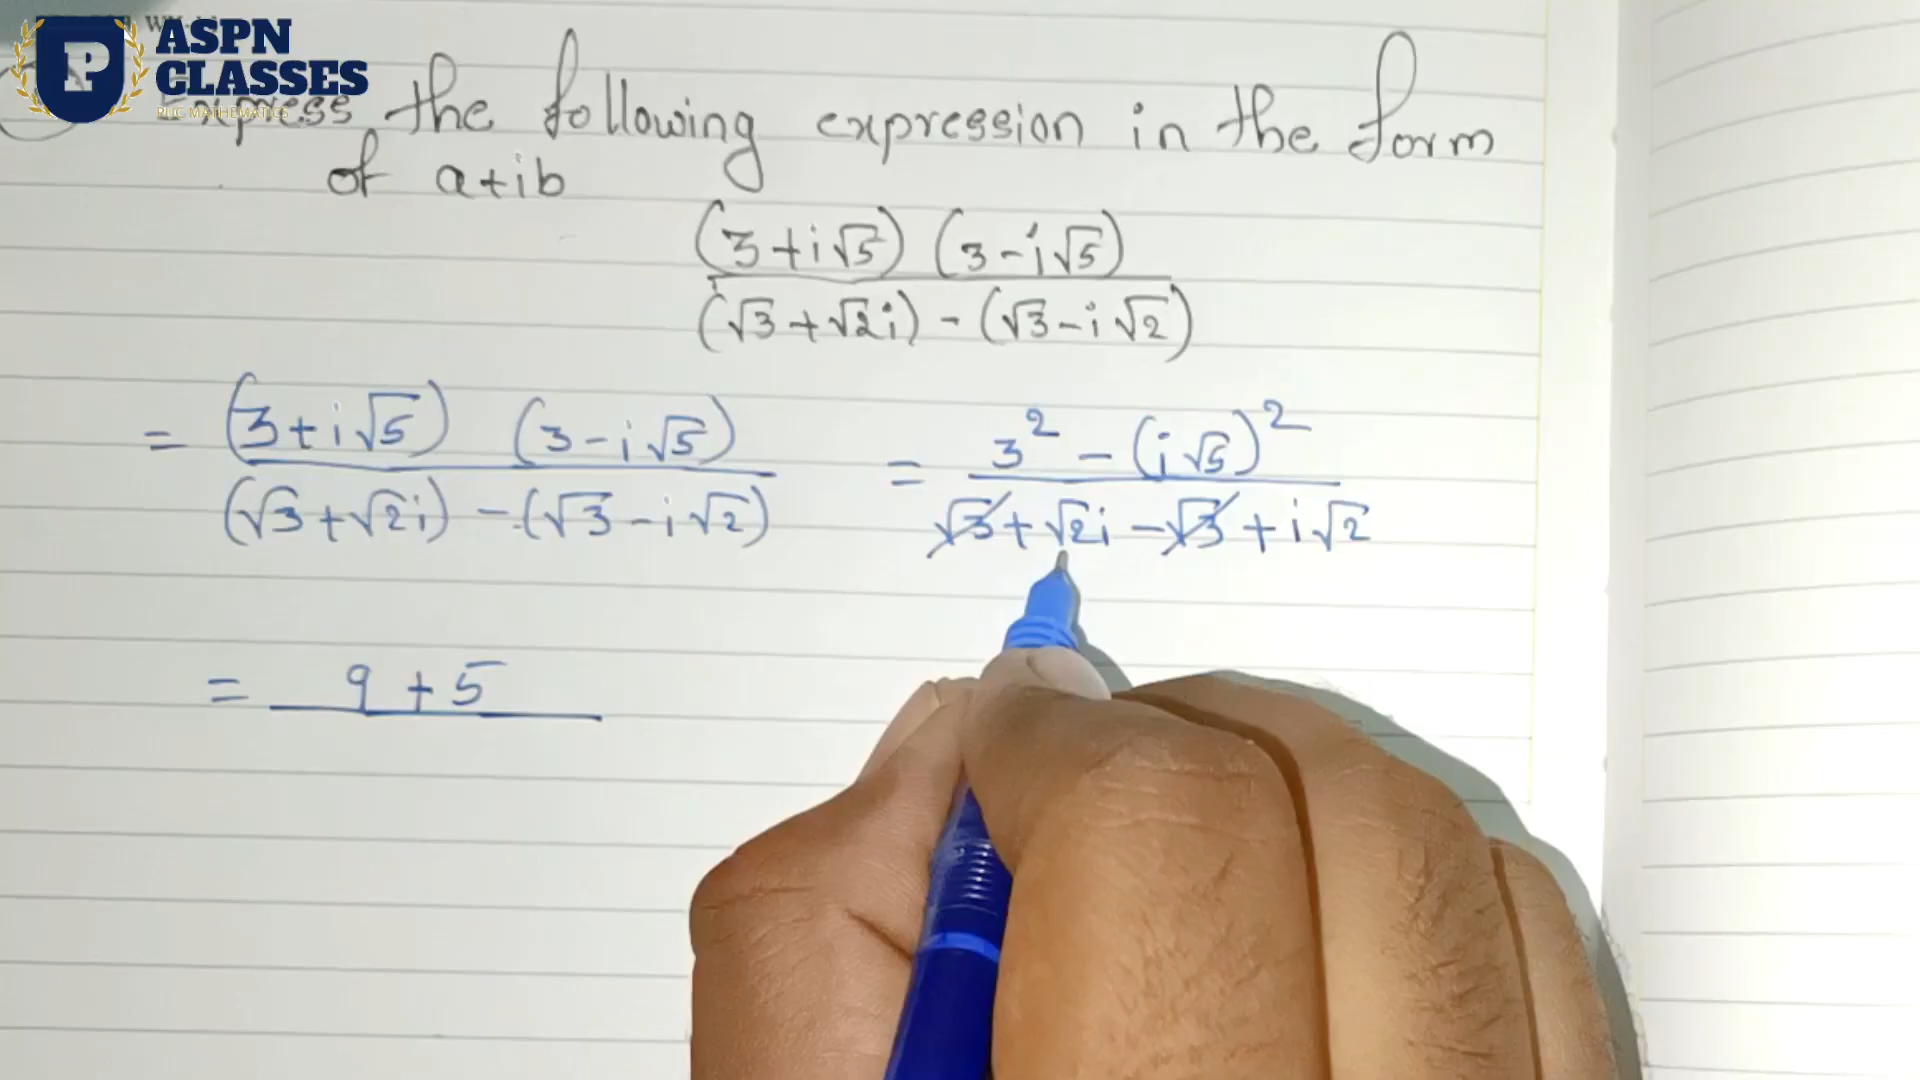 ASPN
CLASSES
PUC MATHEMATICS
Express the following expression in the form
of a+ib
(3+i√5) (3-i√5)
(√3+√2i) - (√3-i√2)
= (3+i√5) (3-i√5)
(√3+√2i) - (√3-i√2)
= 3² - (i√5)²
√3+√2i-√3+i√2
= 9+5